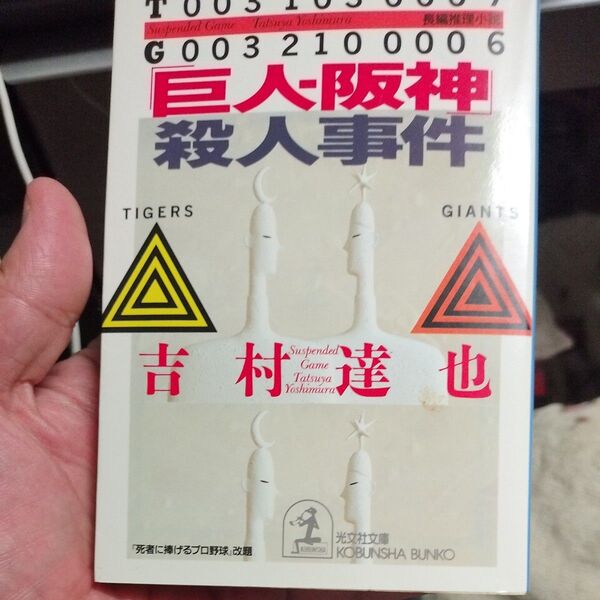 T 003 103 000 7
Suspended Game Tatsuya Yoshimura 長編推理小説
G 003 210 000 6
「巨人-阪神」
殺人事件
TIGERS
GIANTS
吉村達也
Suspended
Game
Tatsuya
Yoshimura
「死者に捧げるプロ野球」改題
光文社文庫
KOBUNSHA BUNKO